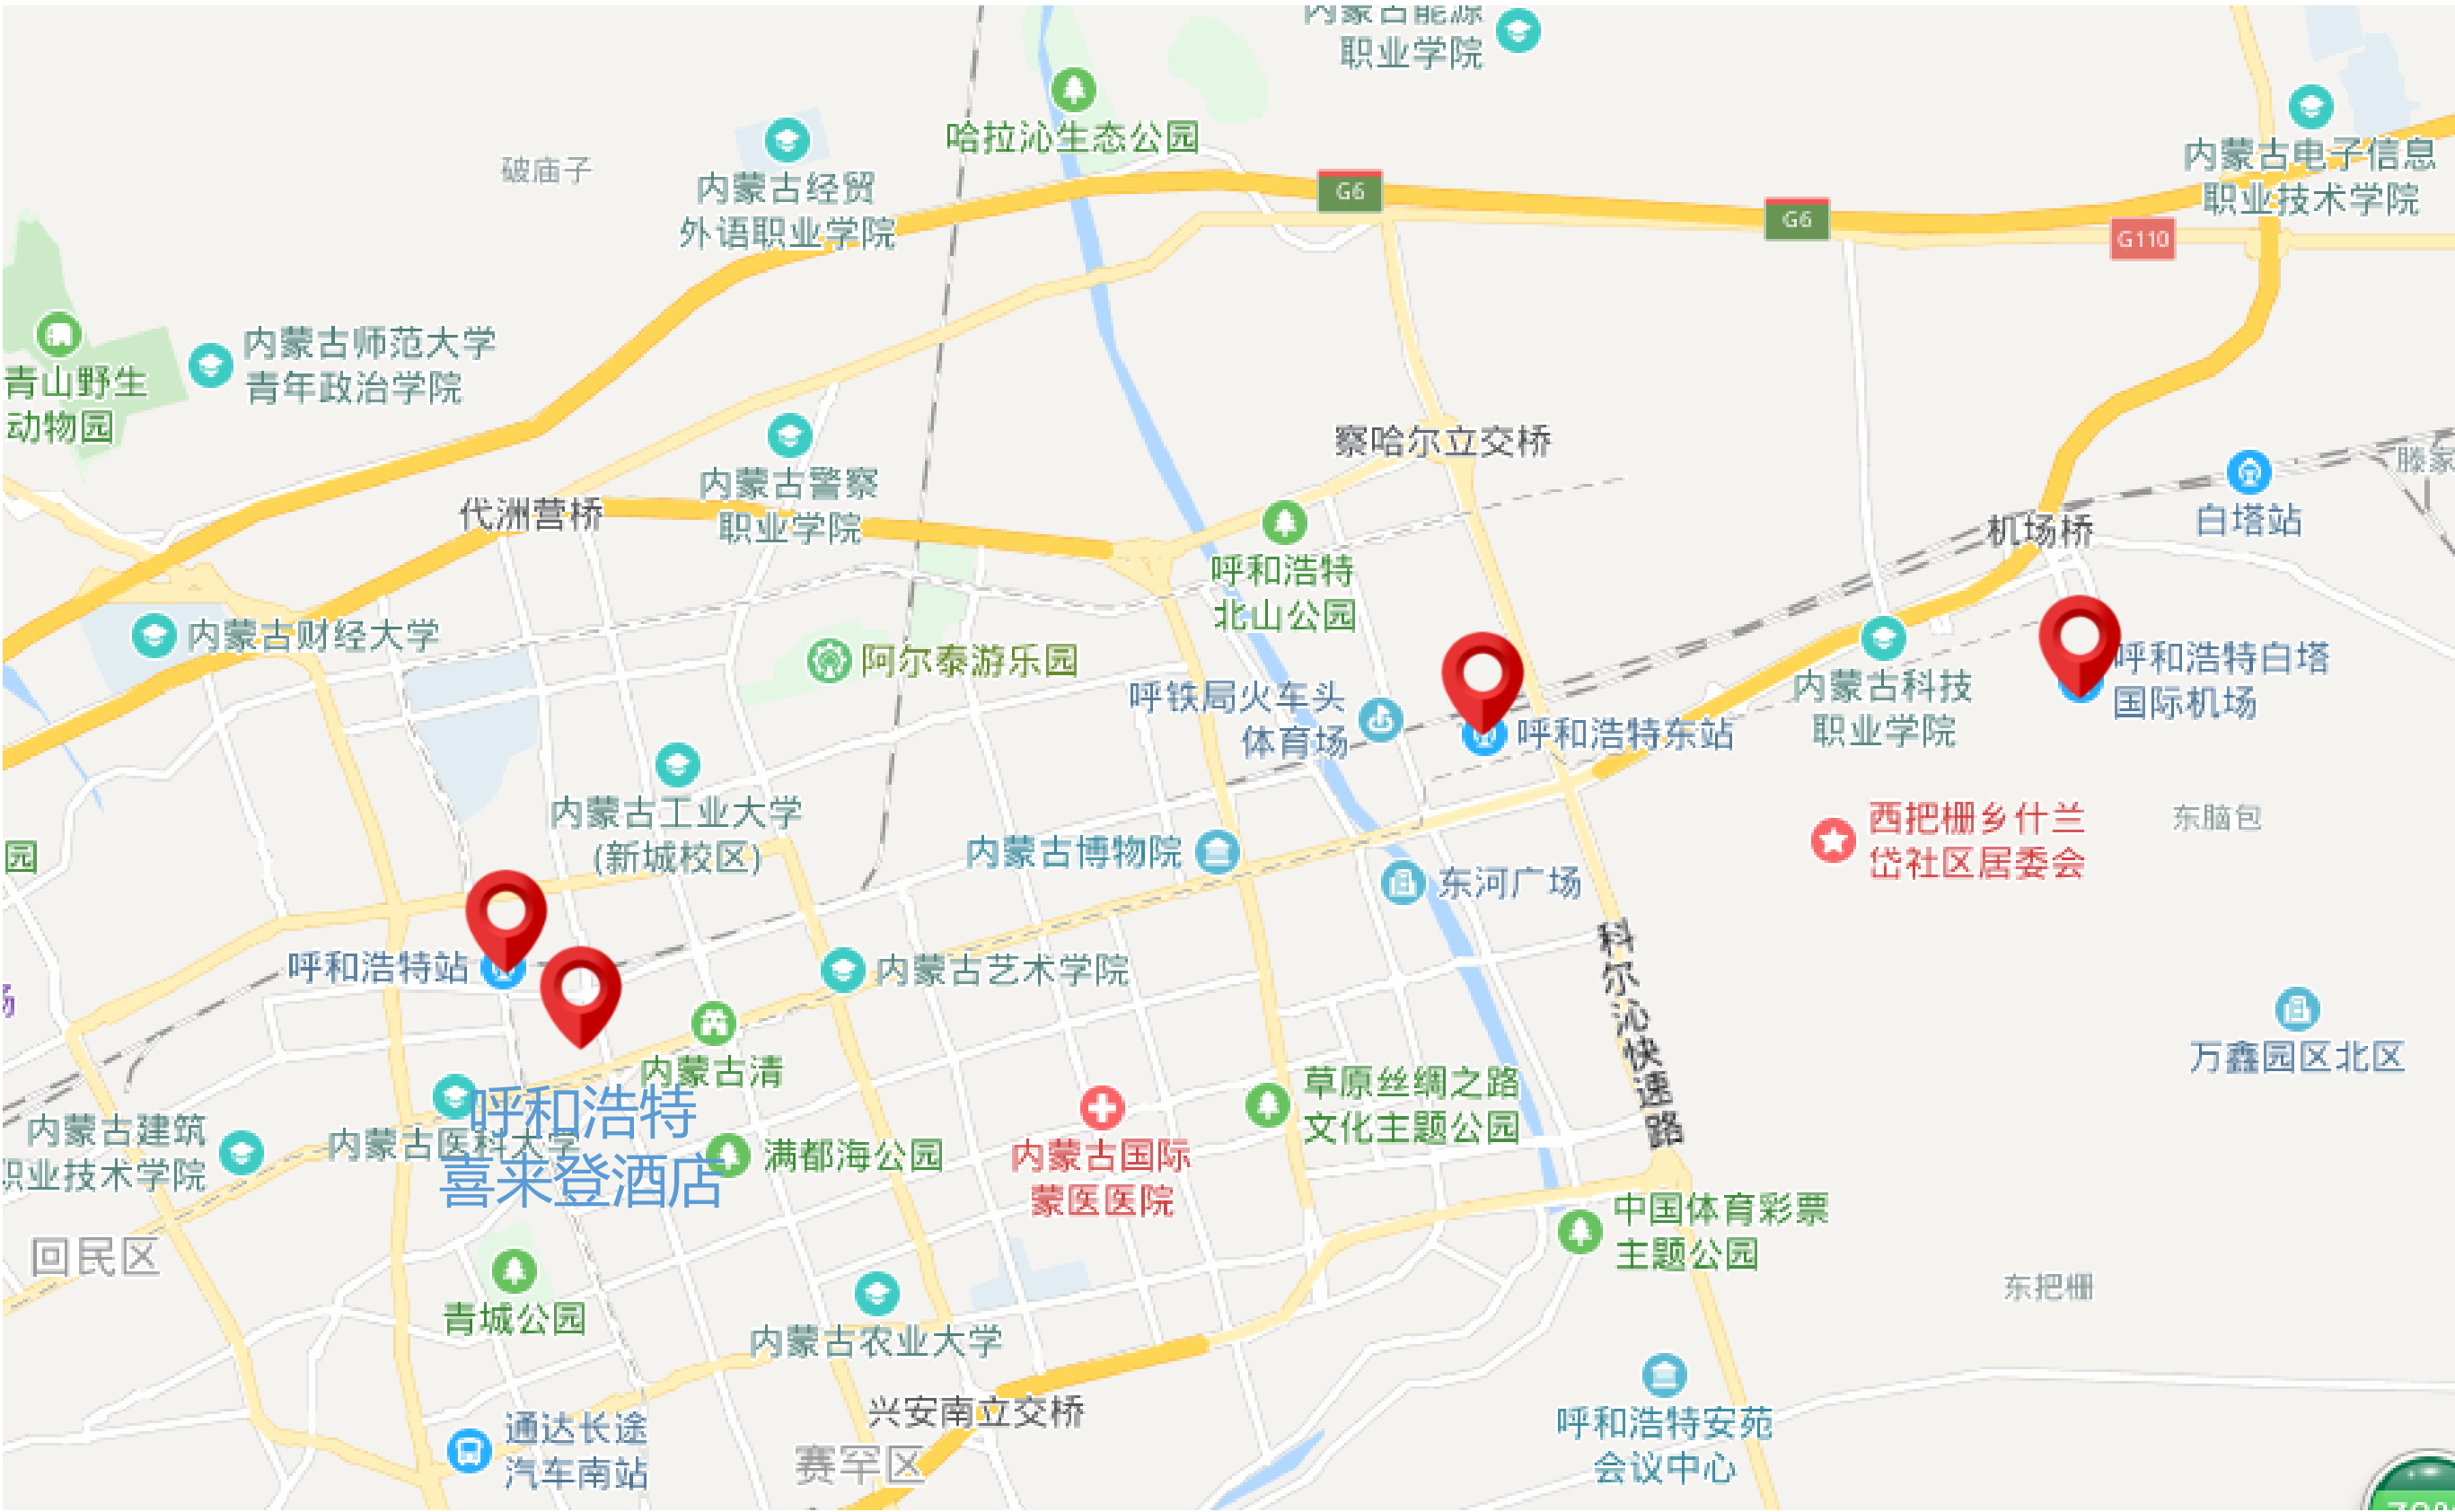 内蒙古能源
职业学院
哈拉沁生态公园
破庙子
内蒙古经贸
外语职业学院
G6
G6
G110
内蒙古电子信息
职业技术学院
内蒙古师范大学
青年政治学院
青山野生
动物园
察哈尔立交桥
代洲营桥
内蒙古警察
职业学院
呼和浩特
北山公园
机场桥
白塔站
滕家
内蒙古财经大学
阿尔泰游乐园
呼铁局火车头
体育场
呼和浩特东站
内蒙古科技
职业学院
呼和浩特白塔
国际机场
内蒙古工业大学
(新城校区)
内蒙古博物院
东河广场
西把栅乡什兰
岱社区居委会
东脑包
园
呼和浩特站
内蒙古艺术学院
科尔沁快速路
万鑫园区北区
内蒙古清
呼和浩特
喜来登酒店
内蒙古建筑
职业技术学院
内蒙古医科大学
满都海公园
内蒙古国际
蒙医医院
草原丝绸之路
文化主题公园
中国体育彩票
主题公园
回民区
青城公园
内蒙古农业大学
东把栅
兴安南立交桥
赛罕区
通达长途
汽车南站
呼和浩特安苑
会议中心